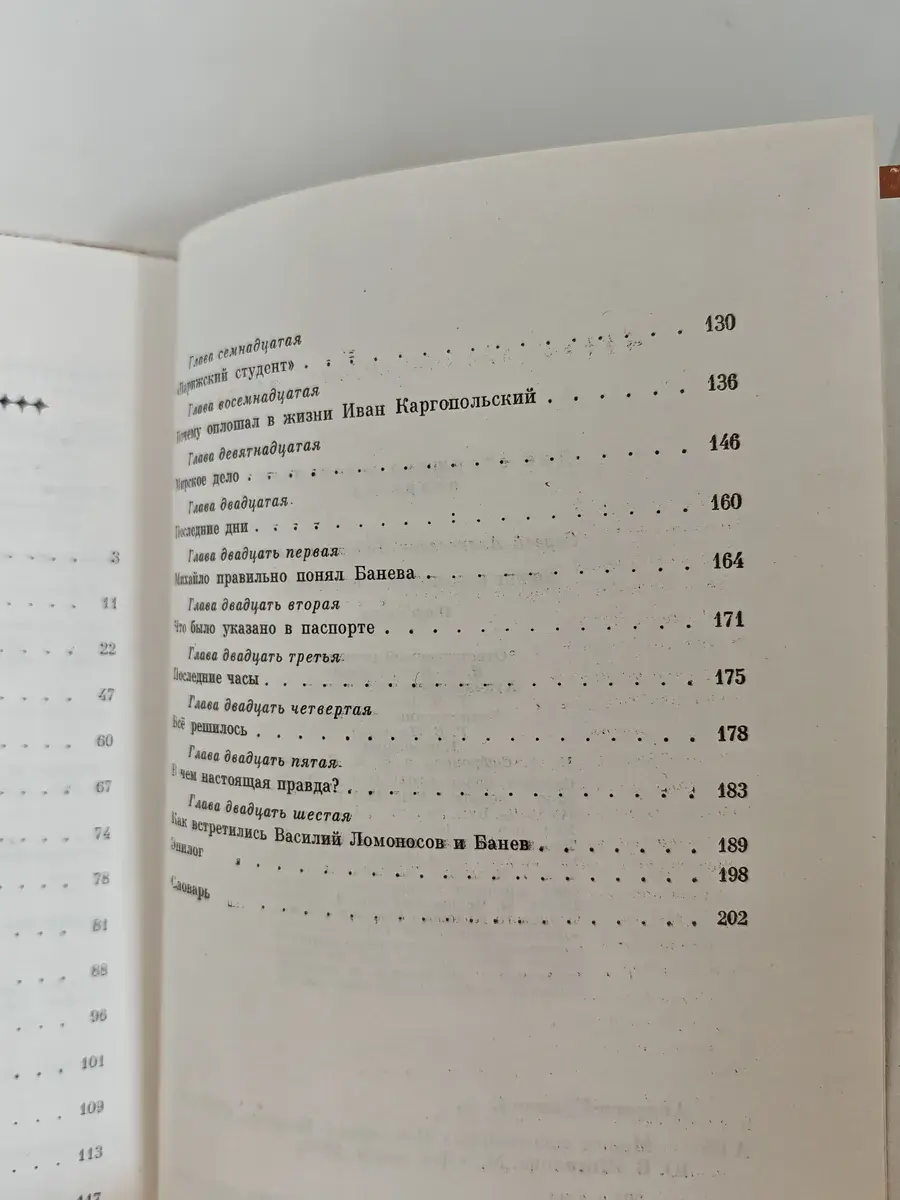 3
11
22
47
60
67
74
78
81
88
96
101
109
113
117
Глава семнадцатая
«Парижский студент» . . . . . . . . . . 130
Глава восемнадцатая
Почему оплошал в жизни Иван Каргопольский . . . . . . 136
Глава девятнадцатая
Мирское дело . . . . . . . . . . . . . . 146
Глава двадцатая
Последние дни . . . . . . . . . . . . . . 160
Глава двадцать первая
Михайло правильно понял Банева . . . . . . . . . . 164
Глава двадцать вторая
Что было указано в паспорте . . . . . . . . . . . 171
Глава двадцать третья
Последние часы . . . . . . . . . . . . . . 175
Глава двадцать четвертая
Всё решилось . . . . . . . . . . . . . . 178
Глава двадцать пятая
В чем настоящая правда? . . . . . . . . . . . . 183
Глава двадцать шестая
Как встретились Василий Ломоносов и Банев . . . . . . 189
Эпилог . . . . . . . . . . . . . . 198
Словарь . . . . . . . . . . . . . . 202